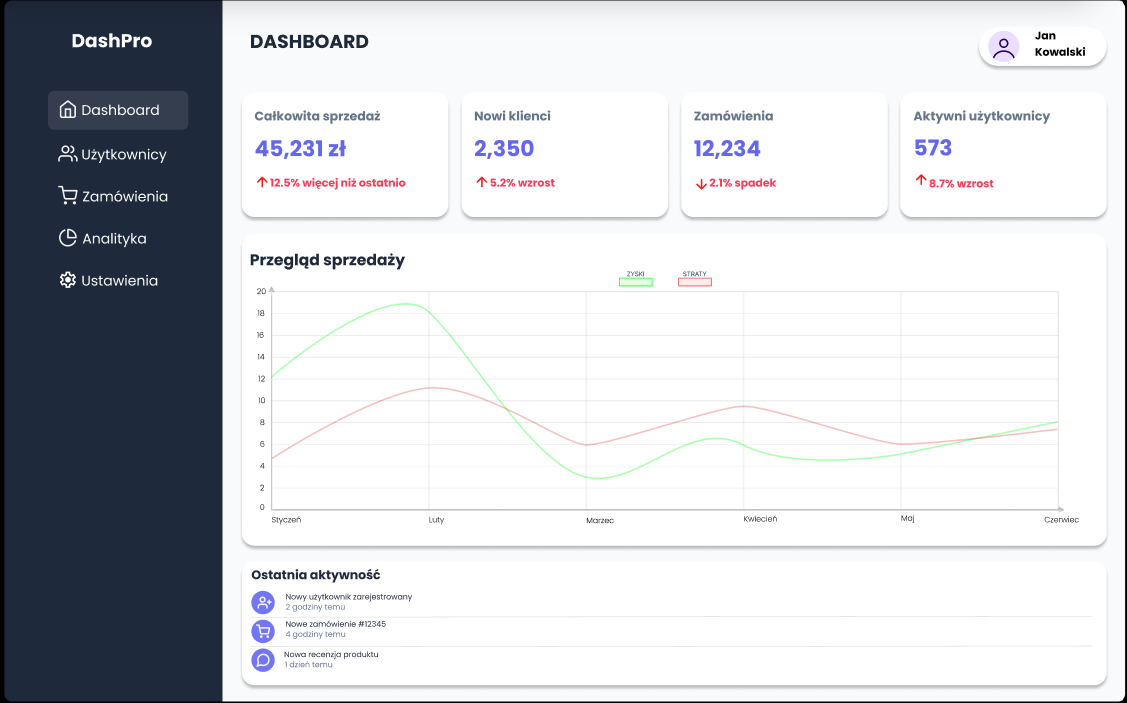 DashPro
Dashboard
Użytkownicy
Zamówienia
Analityka
Ustawienia
DASHBOARD
Jan
Kowalski
Całkowita sprzedaż
45,231 zł
12.5% więcej niż ostatnio
Nowi klienci
2,350
5.2% wzrost
Zamówienia
12,234
2.1% spadek
Aktywni użytkownicy
573
8.7% wzrost
Przegląd sprzedaży
ZYSKI
STRATY
20
18
16
14
12
10
8
6
4
2
0
Styczeń
Luty
Marzec
Kwiecień
Maj
Czerwiec
Ostatnia aktywność
Nowy użytkownik zarejestrowany
2 godziny temu
Nowe zamówienie #12345
4 godziny temu
Nowa recenzja produktu
1 dzień temu